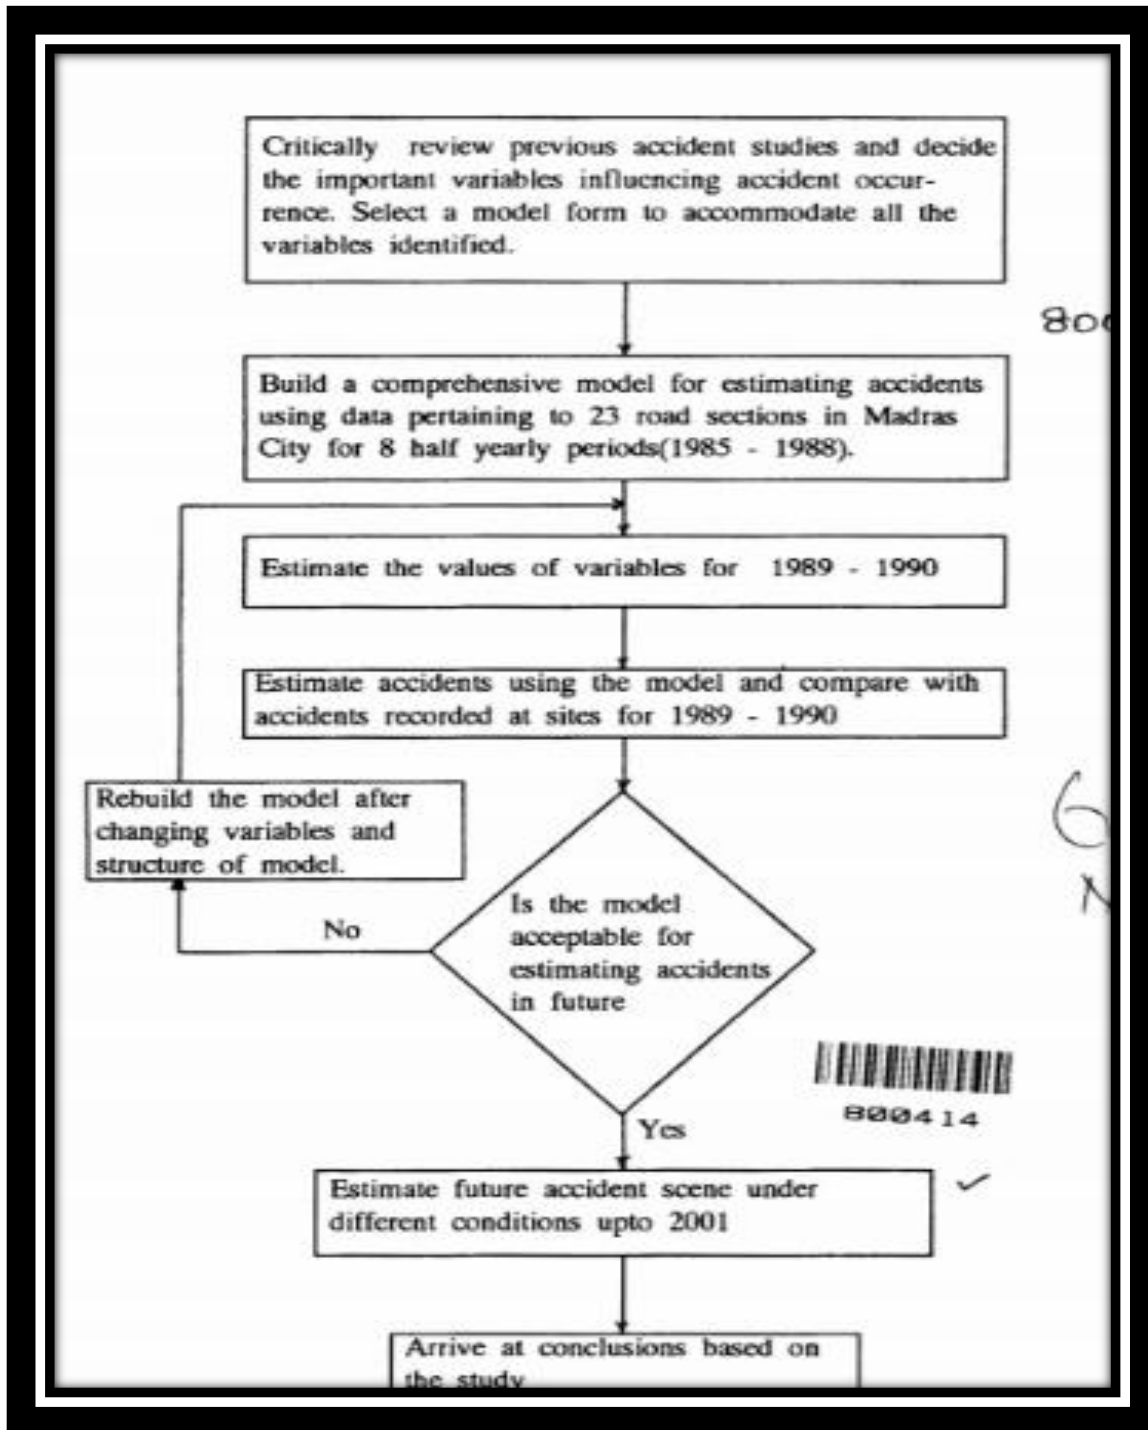 Critically review previous accident studies and decide
the important variables influencing accident occur-
rence. Select a model form to accommodate all the
variables identified.
Build a comprehensive model for estimating accidents
using data pertaining to 23 road sections in Madras
City for 8 half yearly periods(1985 - 1988).
Estimate the values of variables for 1989 - 1990
Estimate accidents using the model and compare with
accidents recorded at sites for 1989 - 1990
Rebuild the model after
changing variables and
structure of model.
No
Is the model
acceptable for
estimating accidents
in future
800414
Yes
Estimate future accident scene under
different conditions upto 2001
Arrive at conclusions based on
the study